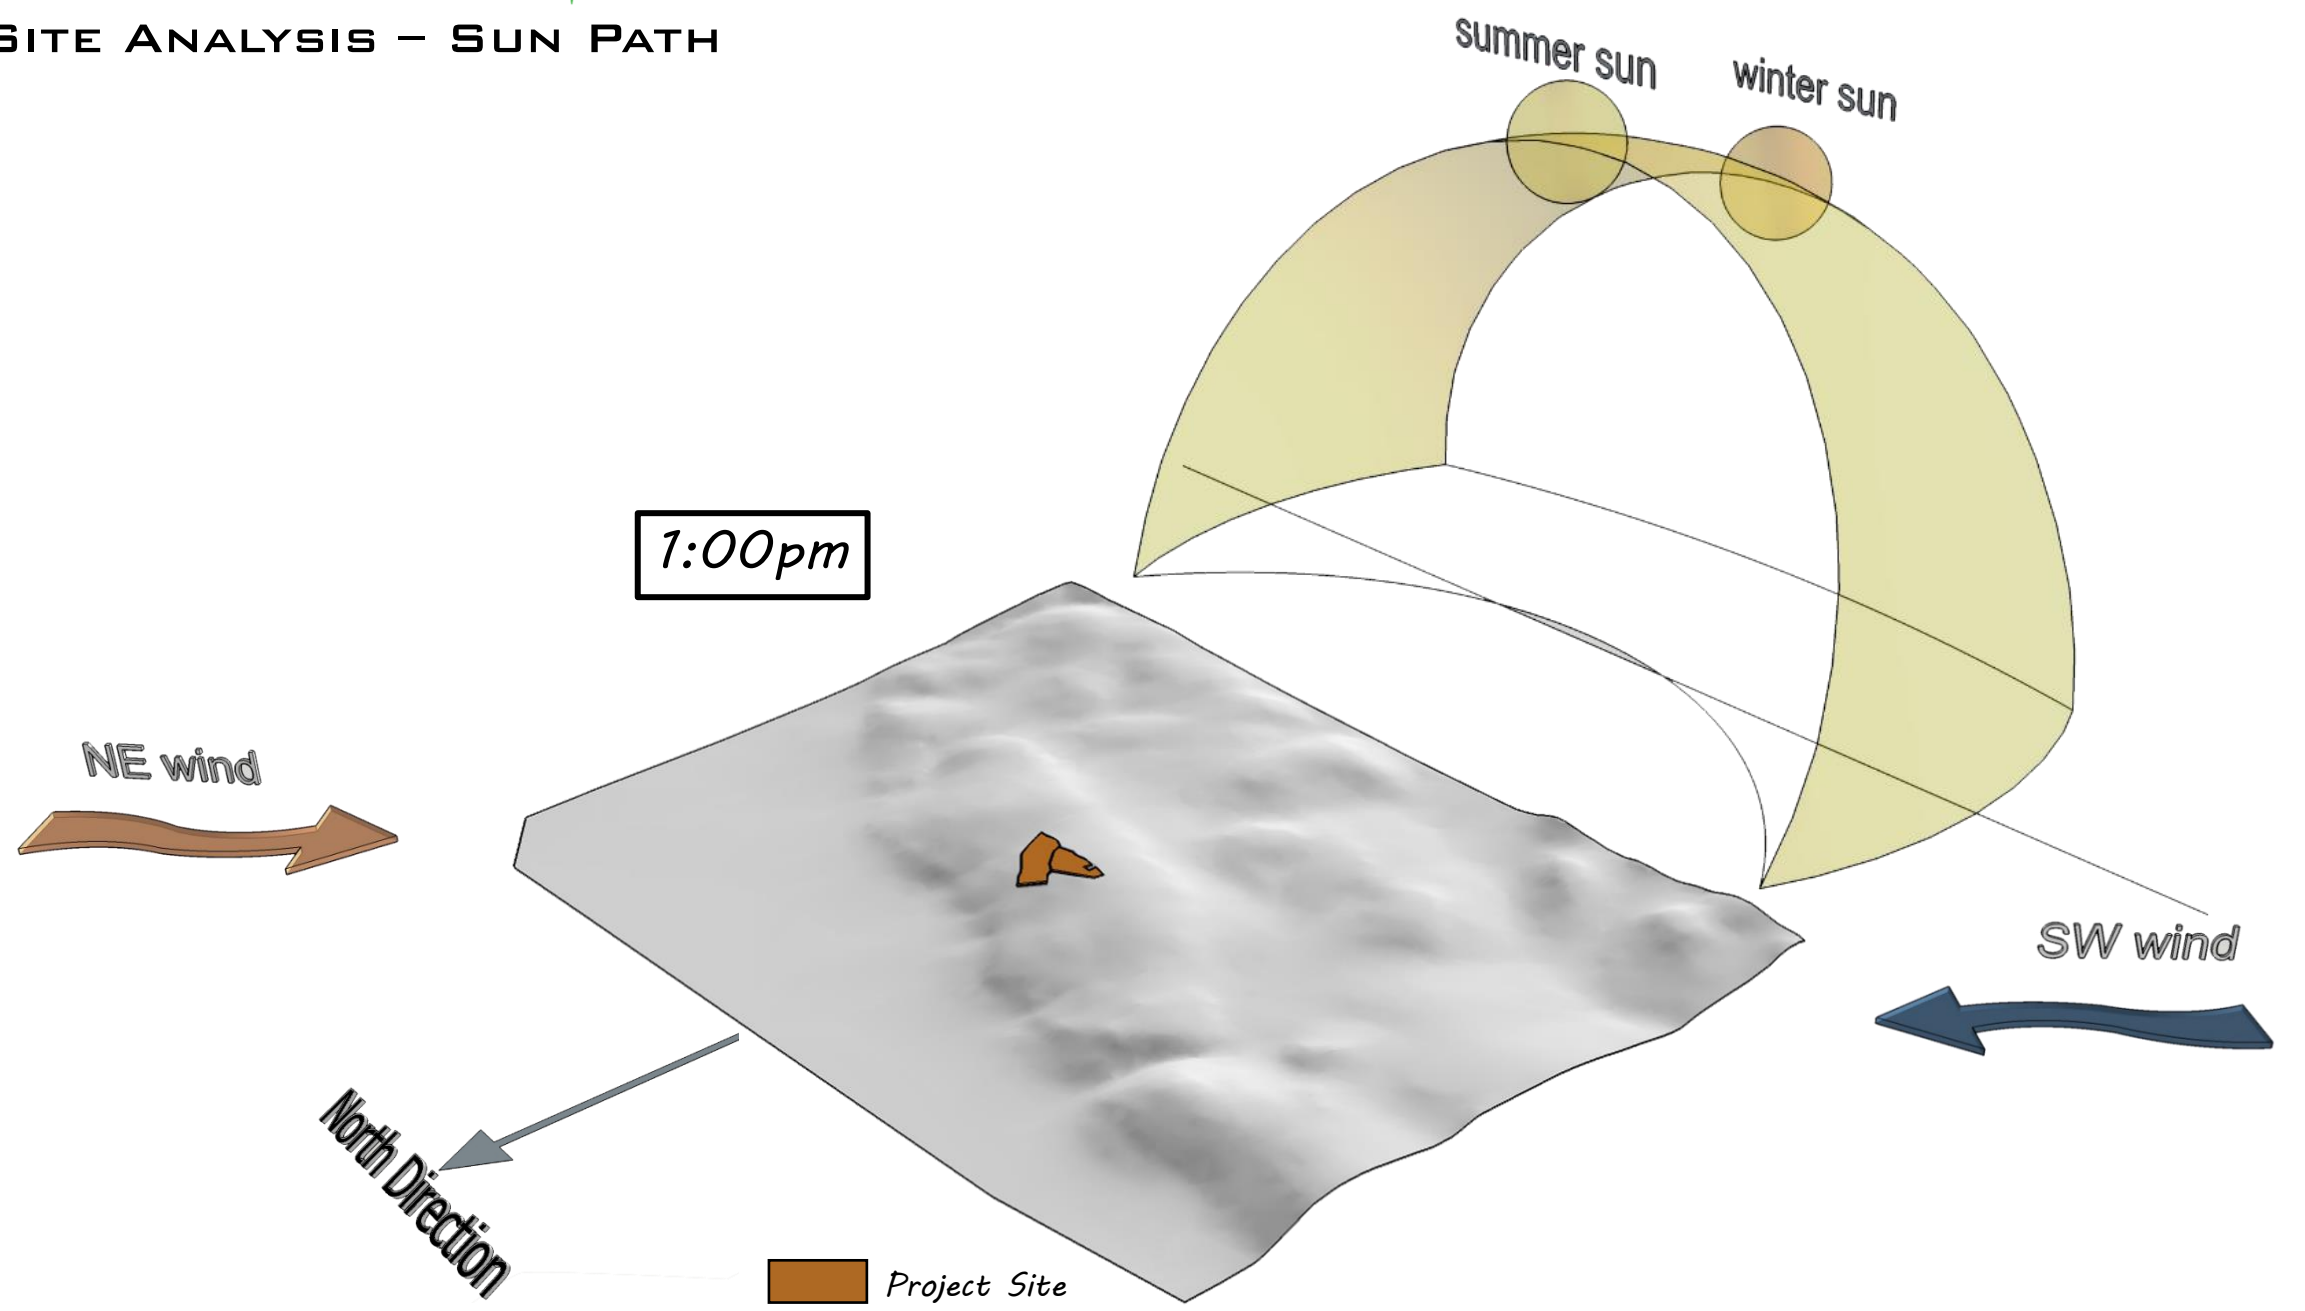 SITE ANALYSIS – SUN PATH
summer sun
winter sun
1:00pm
NE wind
SW wind
North Direction
Project Site